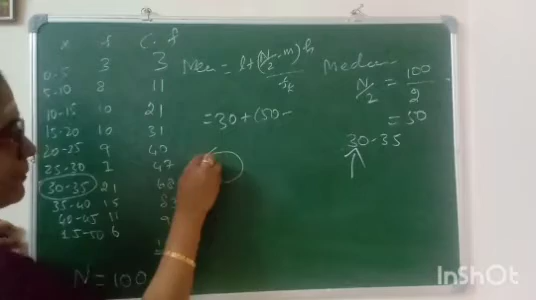 x f C.f
0-5 3 3
5-10 8 11
10-15 10 21
15-20 10 31
20-25 9 40
25-30 7 47
30-35 21 68
35-40 15 83
40-45 11 9
45-50 6
N = 100
= l+(N/2 - m)h
= 30+(50-
N/2 = 100/2
= 50
30-35
InShOt